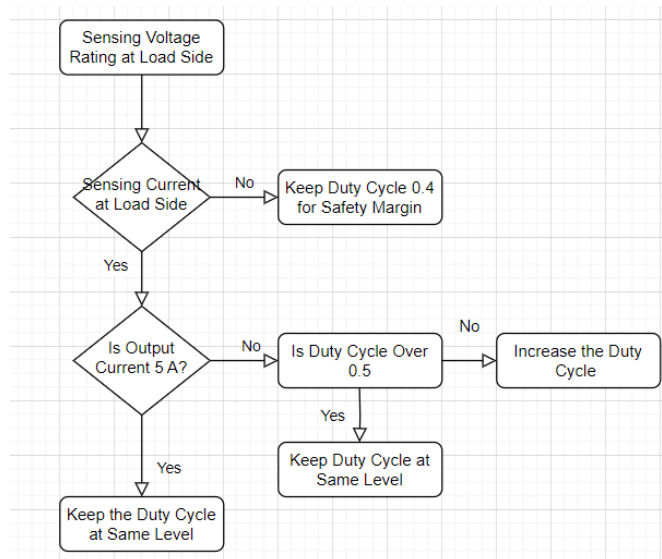 Sensing Voltage
Rating at Load Side
Sensing Current
at Load Side
No
Keep Duty Cycle 0.4
for Safety Margin
Yes
Is Output
Current 5 A?
No
Is Duty Cycle Over
0.5
No
Increase the Duty
Cycle
Yes
Keep Duty Cycle at
Same Level
Yes
Keep the Duty Cycle
at Same Level